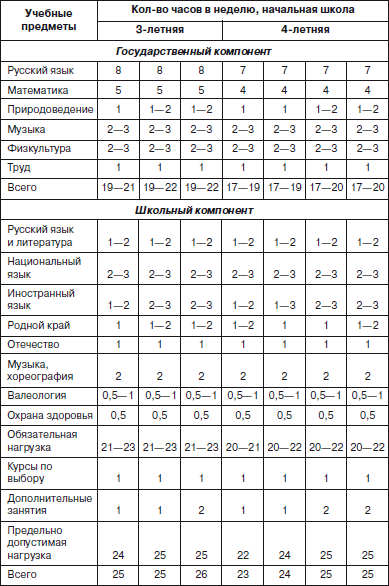 Учебные предметы Кол-во часов в неделю, начальная школа
3-летняя 4-летняя
Государственный компонент
Русский язык 8 8 8 7 7 7 7
Математика 5 5 5 4 4 4 4
Природоведение 1 1—2 1—2 1 1 1—2 1—2
Музыка 2—3 2—3 2—3 2—3 2—3 2—3 2—3
Физкультура 2—3 2—3 2—3 2—3 2—3 2—3 2—3
Труд 1 1 1 1 1 1 1
Всего 19—21 19—22 19—22 17—19 17—19 17—20 17—20
Школьный компонент
Русский язык
и литература 1—2 1—2 1—2 1—2 1—2 1—2 1—2
Национальный
язык 2—3 2—3 2—3 2—3 2—3 2—3 2—3
Иностранный
язык 1—2 2—3 2—3 1—2 1—3 2—3 2—3
Родной край 1 1—2 1—2 1—2 1 1 1—2
Отечество 1 1 1 1 1 1 1
Музыка,
хореография 2 2 2 2 2 2 2
Валеология 0,5—1 0,5—1 0,5—1 0,5—1 0,5—1 0,5—1 0,5—1
Охрана здоровья 0,5 0,5 0,5 0,5 0,5 0,5 0,5
Обязательная
нагрузка 21—23 21—23 21—23 20—21 20—22 20—22 20—22
Курсы по
выбору 1 1 1 1 1 1 1
Дополнительные
занятия 1 1 2 1 1 2 2
Предельно
допустимая
нагрузка 24 25 25 22 24 25 25
Всего 25 25 26 23 24 25 25